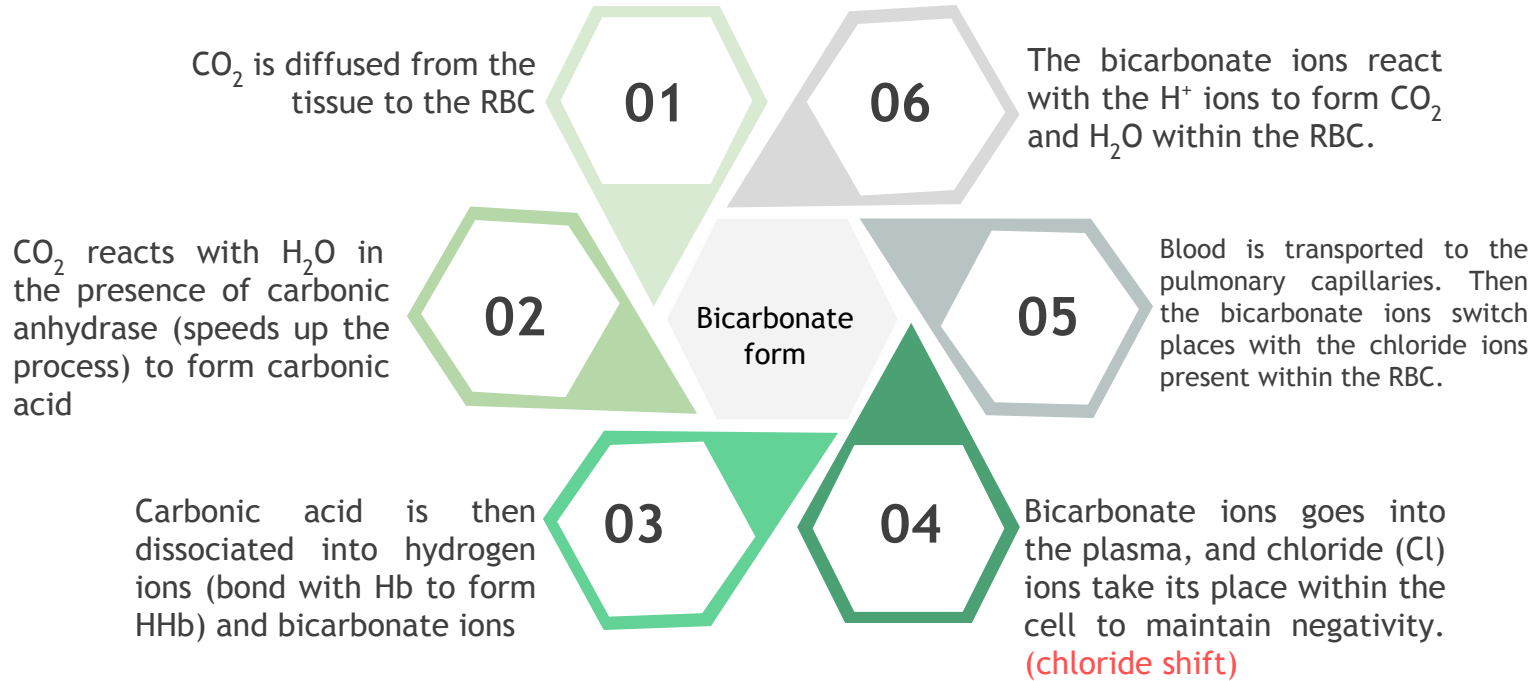 01
CO₂ is diffused from the
tissue to the RBC
02
CO₂ reacts with H₂O in
the presence of carbonic
anhydrase (speeds up the
process) to form carbonic
acid
03
Carbonic acid is then
dissociated into hydrogen
ions (bond with Hb to form
HHb) and bicarbonate ions
04
Bicarbonate ions goes into
the plasma, and chloride (Cl)
ions take its place within the
cell to maintain negativity.
(chloride shift)
05
Blood is transported to the
pulmonary capillaries. Then
the bicarbonate ions switch
places with the chloride ions
present within the RBC.
06
The bicarbonate ions react
with the H⁺ ions to form CO₂
and H₂O within the RBC.
Bicarbonate
form